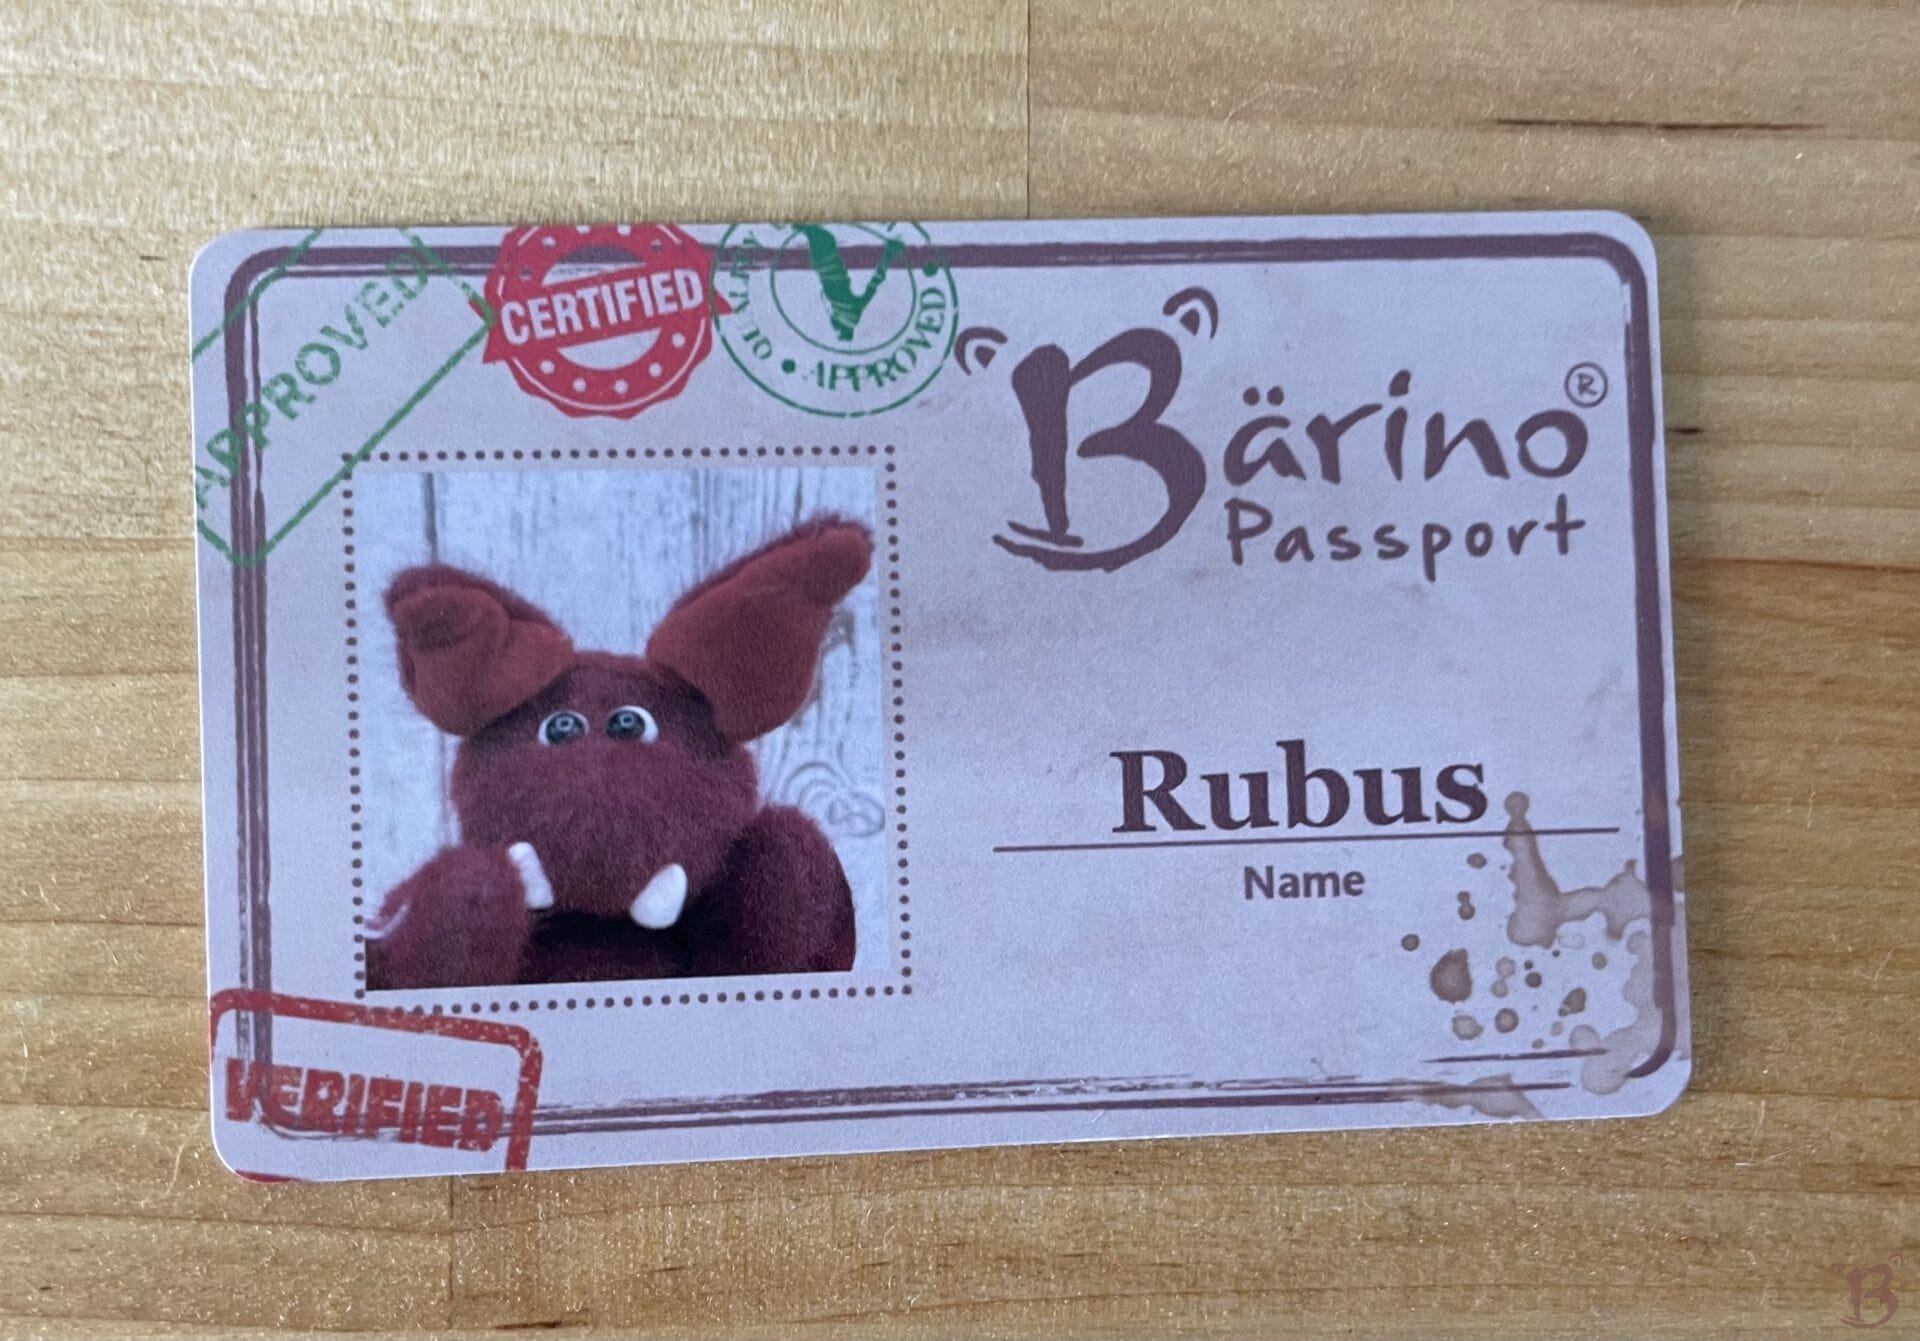 APPROVED
CERTIFIED
QUALITY
APPROVED
Bärino®
Passport
Rubus
Name
VERIFIED
B